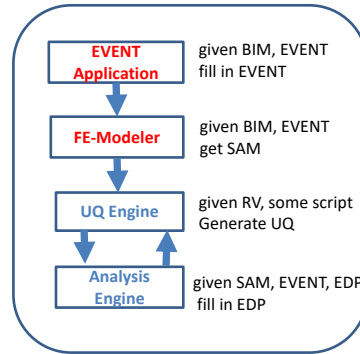 EVENT
Application
given BIM, EVENT
fill in EVENT
FE-Modeler
given BIM, EVENT
get SAM
UQ Engine
given RV, some script
Generate UQ
Analysis
Engine
given SAM, EVENT, EDP
fill in EDP